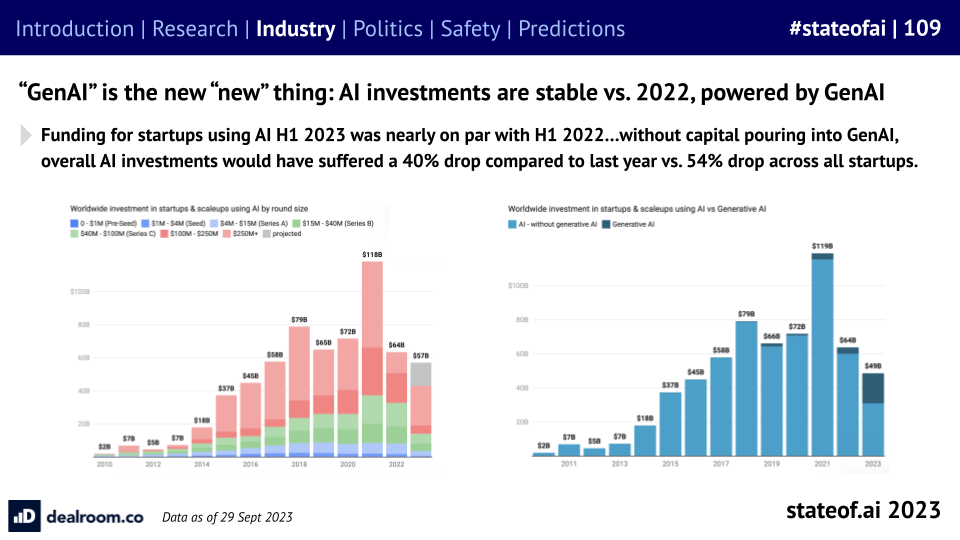 Introduction | Research | Industry | Politics | Safety | Predictions
#stateofai | 109
“GenAI” is the new “new” thing: AI investments are stable vs. 2022, powered by GenAI
Funding for startups using AI H1 2023 was nearly on par with H1 2022...without capital pouring into GenAI,
overall AI investments would have suffered a 40% drop compared to last year vs. 54% drop across all startups.
Worldwide investment in startups & scaleups using AI by round size
0 - $1M (Pre-Seed) $1M - $4M (Seed) $4M - $15M (Series A) $15M - $40M (Series B)
$40M - $100M (Series C) $100M - $250M $250M+ projected
$118B
$100B
80B
60B
40B
20B
$2B $7B $5B $7B $18B $37B $45B $58B $79B $65B $72B $64B $57B
2010 2012 2014 2016 2018 2020 2022
Worldwide investment in startups & scaleups using AI vs Generative AI
AI - without generative AI Generative AI
$119B
$100B
80B
60B
40B
20B
$2B $7B $5B $7B $18B $37B $45B $58B $79B $66B $72B $64B $49B
2011 2013 2015 2017 2019 2021 2023
dealroom.co
Data as of 29 Sept 2023
stateof.ai 2023